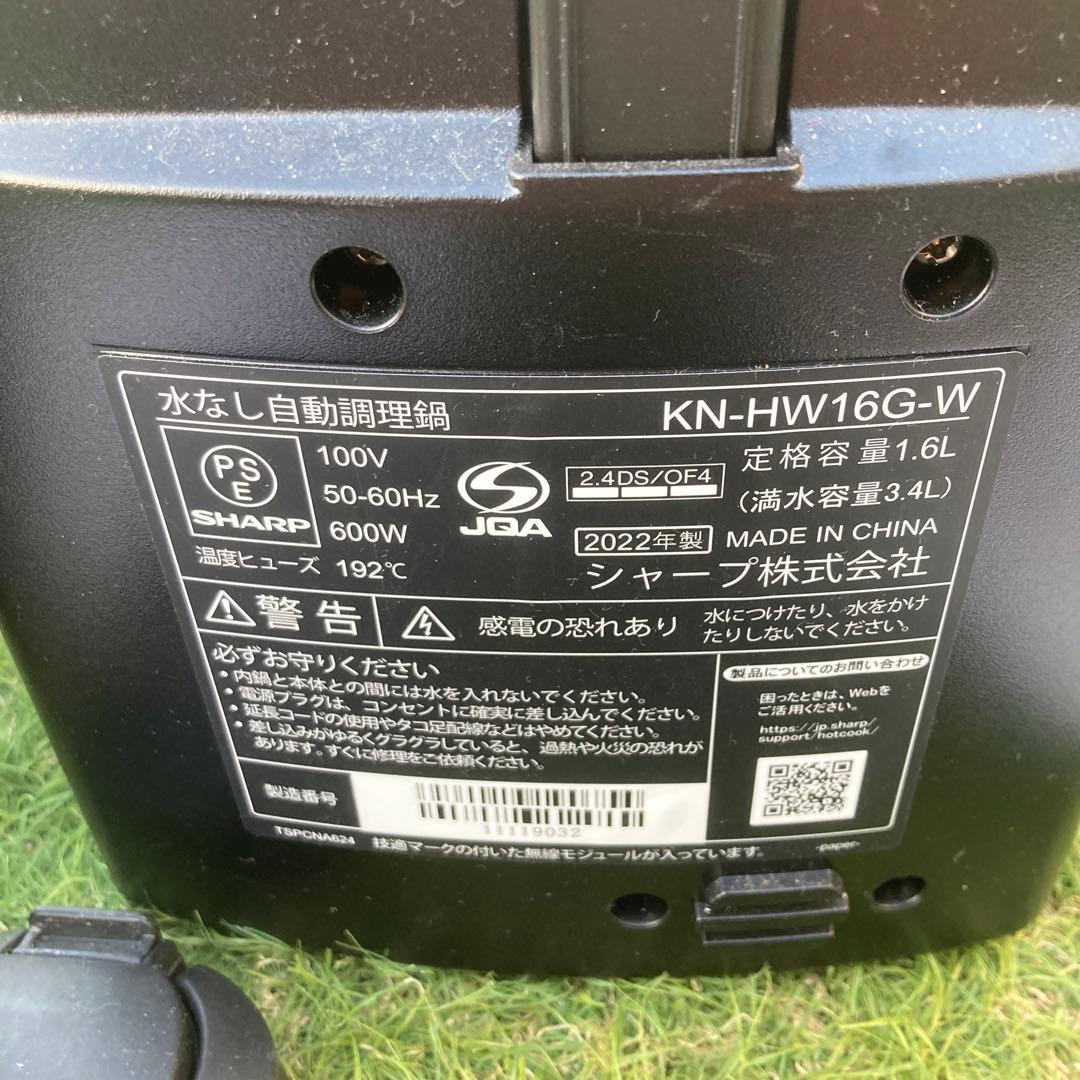 水なし自動調理鍋
KN-HW16G-W
PSE
SHARP
100V
50-60Hz
600W
温度ヒューズ 192℃
JQA
2.4DS/OF4
定格容量1.6L
(満水容量3.4L)
2022年製
MADE IN CHINA
シャープ株式会社
警告
感電の恐れあり
水につけたり、水をかけ
たりしないでください。
必ずお守りください
・内鍋と本体との間には水を入れないでください。
・電源プラグは、コンセントに確実に差し込んでください。
・延長コードの使用やタコ足配線などはやめてください。
・差し込みがゆるくグラグラしていると、過熱や火災の恐れが
あります。すぐに修理をご依頼ください。
製品についてのお問い合わせ
困ったときは、Webを
ご活用ください。
https://jp.sharp/
support/hotcook/
製造番号
11119032
TSPCNA624
技適マークの付いた無線モジュールが入っています。
-paper-